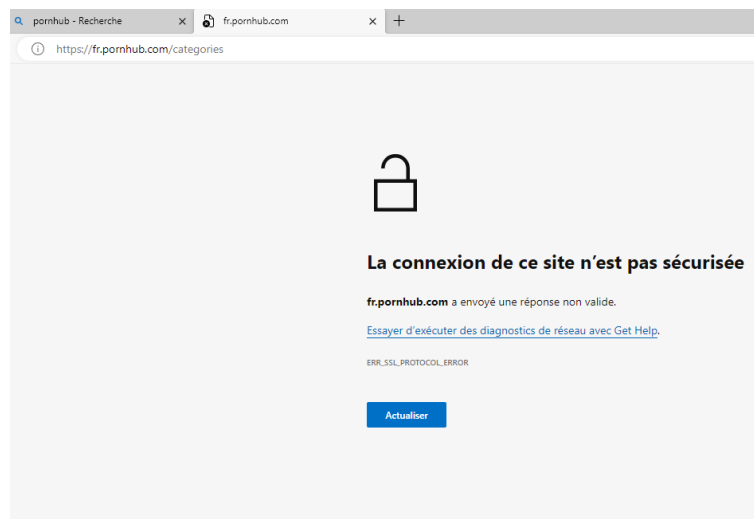 pornhub - Recherche
fr.pornhub.com
https://fr.pornhub.com/categories
La connexion de ce site n’est pas sécurisée
fr.pornhub.com a envoyé une réponse non valide.
Essayer d’exécuter des diagnostics de réseau avec Get Help.
ERR_SSL_PROTOCOL_ERROR
Actualiser